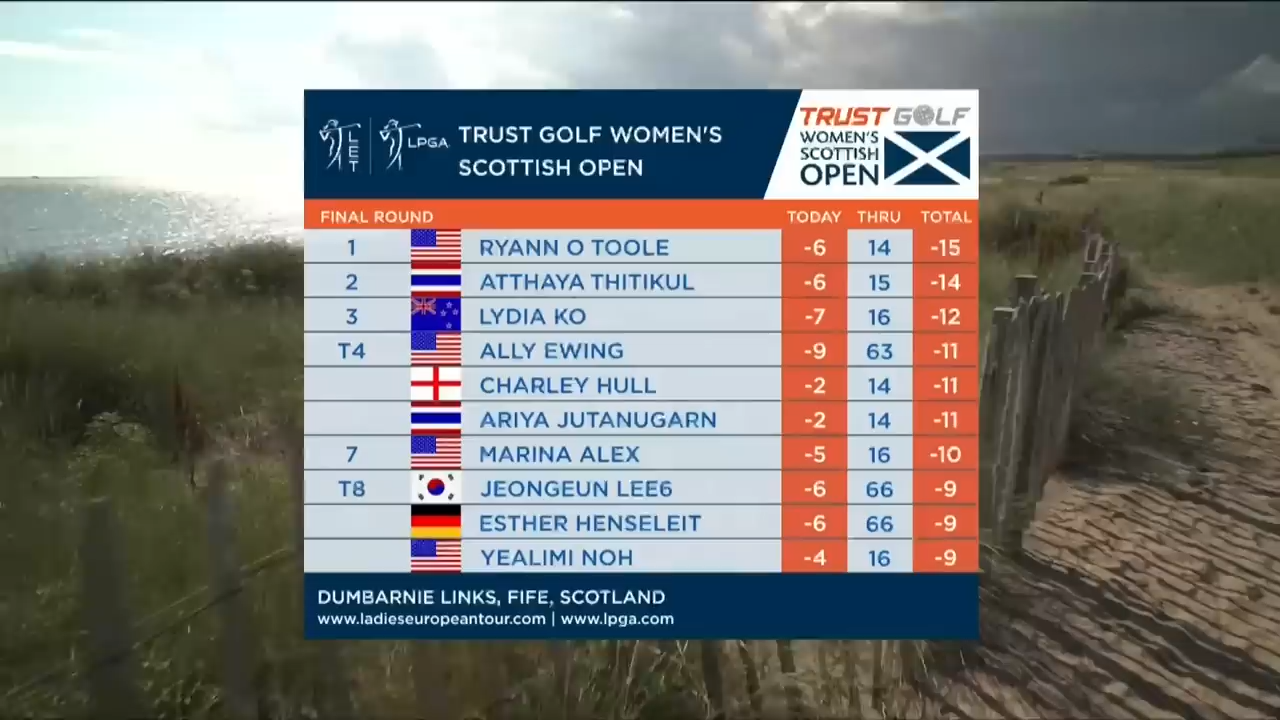 LET LPGA TRUST GOLF WOMEN'S
SCOTTISH OPEN
TRUST GOLF
WOMEN'S
SCOTTISH
OPEN
FINAL ROUND TODAY THRU TOTAL
1 RYANN O TOOLE -6 14 -15
2 ATTHAYA THITIKUL -6 15 -14
3 LYDIA KO -7 16 -12
T4 ALLY EWING -9 63 -11
CHARLEY HULL -2 14 -11
ARIYA JUTANUGARN -2 14 -11
7 MARINA ALEX -5 16 -10
T8 JEONGEUN LEE6 -6 66 -9
ESTHER HENSELEIT -6 66 -9
YEALIMI NOH -4 16 -9
DUMBARNIE LINKS, FIFE, SCOTLAND
www.ladieseuropeantour.com | www.lpga.com